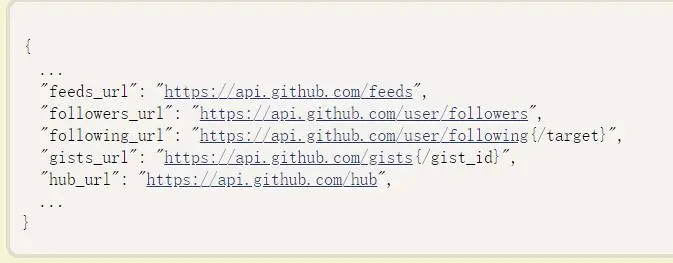 {
...
"feeds_url": "https://api.github.com/feeds",
"followers_url": "https://api.github.com/user/followers",
"following_url": "https://api.github.com/user/following{/target}",
"gists_url": "https://api.github.com/gists{/gist_id}",
"hub_url": "https://api.github.com/hub",
...
}